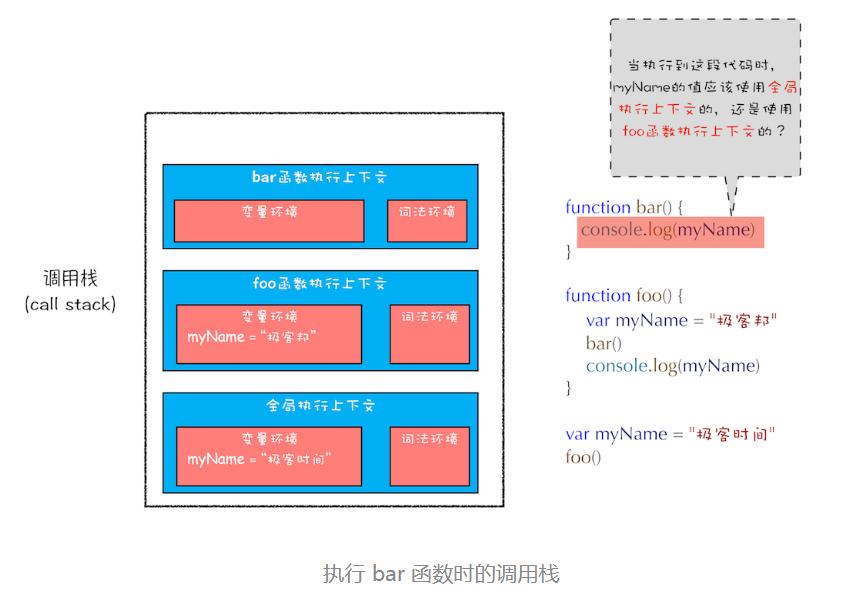 当执行到这段代码时，
myName的值应该使用全局
执行上下文的，还是使用
foo函数执行上下文的？
bar函数执行上下文
变量环境
词法环境
foo函数执行上下文
变量环境
myName = “极客邦”
词法环境
全局执行上下文
变量环境
myName = “极客时间”
词法环境
调用栈
(call stack)
function bar() {
console.log(myName)
}
function foo() {
var myName = "极客邦"
bar()
console.log(myName)
}
var myName = "极客时间"
foo()
执行 bar 函数时的调用栈